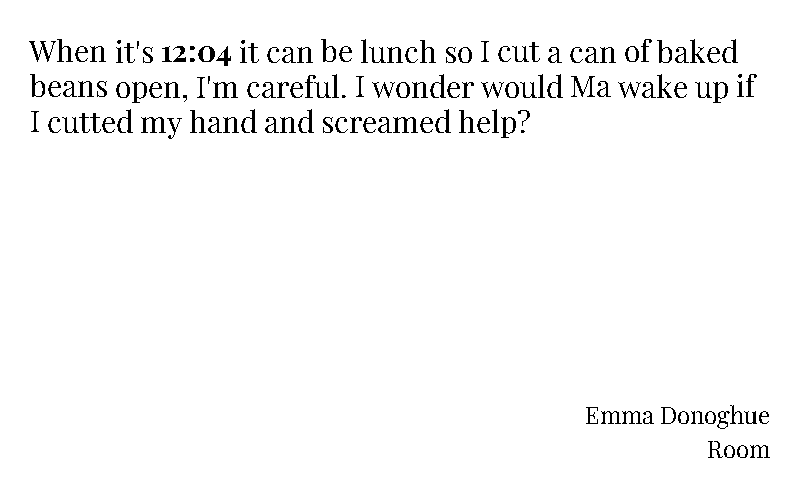 When it's 12:04 it can be lunch so I cut a can of baked
beans open, I'm careful. I wonder would Ma wake up if
I cutted my hand and screamed help?
Emma Donoghue
Room